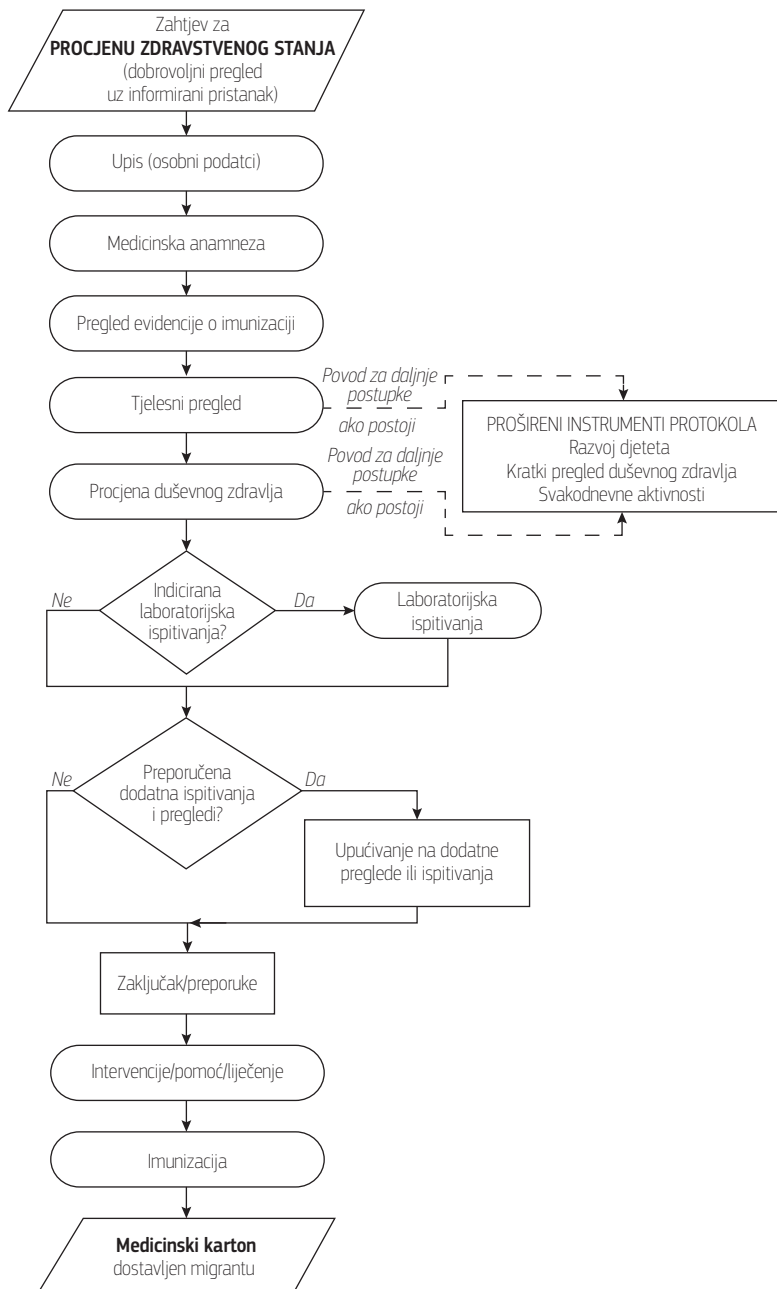 Zahtjev za
PROCJENU ZDRAVSTVENOG STANJA
(dobrovoljni pregled
uz informirani pristanak)
Upis (osobni podatci)
Medicinska anamneza
Pregled evidencije o imunizaciji
Tjelesni pregled
Povod za daljnje
postupke
ako postoji
PROŠIRENI INSTRUMENTI PROTOKOLA
Razvoj djeteta
Kratki pregled duševnog zdravlja
Svakodnevne aktivnosti
Procjena duševnog zdravlja
Povod za daljnje
postupke
ako postoji
Ne
Indicirana
laboratorijska
ispitivanja?
Da
Laboratorijska
ispitivanja
Ne
Preporučena
dodatna ispitivanja
i pregledi?
Da
Upućivanje na dodatne
preglede ili ispitivanja
Zaključak/preporuke
Intervencije/pomoć/liječenje
Imunizacija
Medicinski karton
dostavljen migrantu